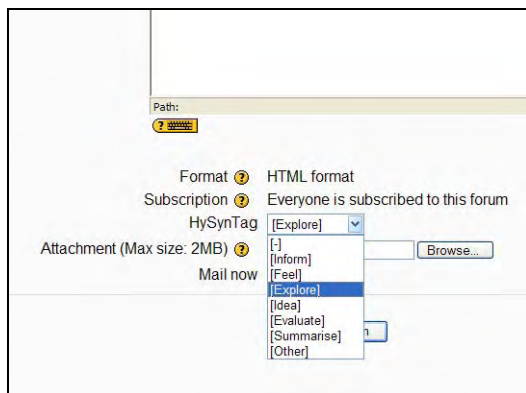 Path:
?
Format ? HTML format
Subscription ? Everyone is subscribed to this forum
HySynTag [Explore]
Attachment (Max size: 2MB) ? Browse...
Mail now
[-]
[Inform]
[Feel]
[Explore]
[Idea]
[Evaluate]
[Summarise]
[Other]